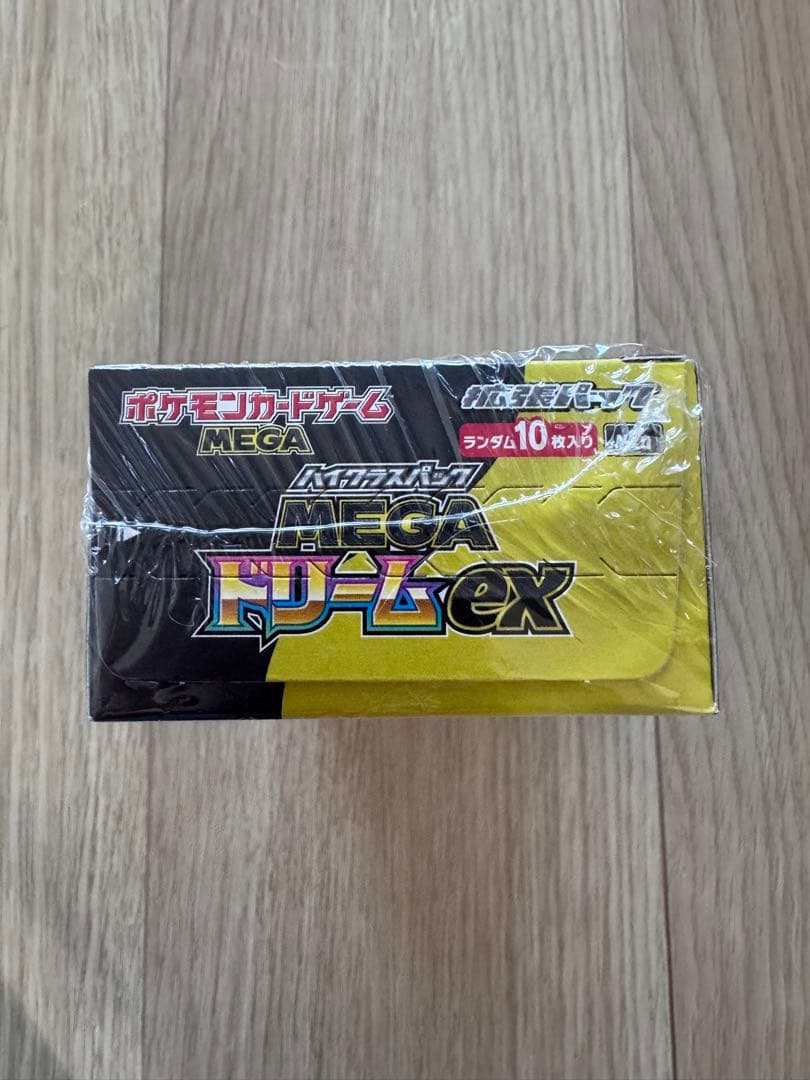 ポケモンカードゲーム
MEGA
拡張パック
ランダム10枚入り
ハイクラスパック
MEGA
ドリームex